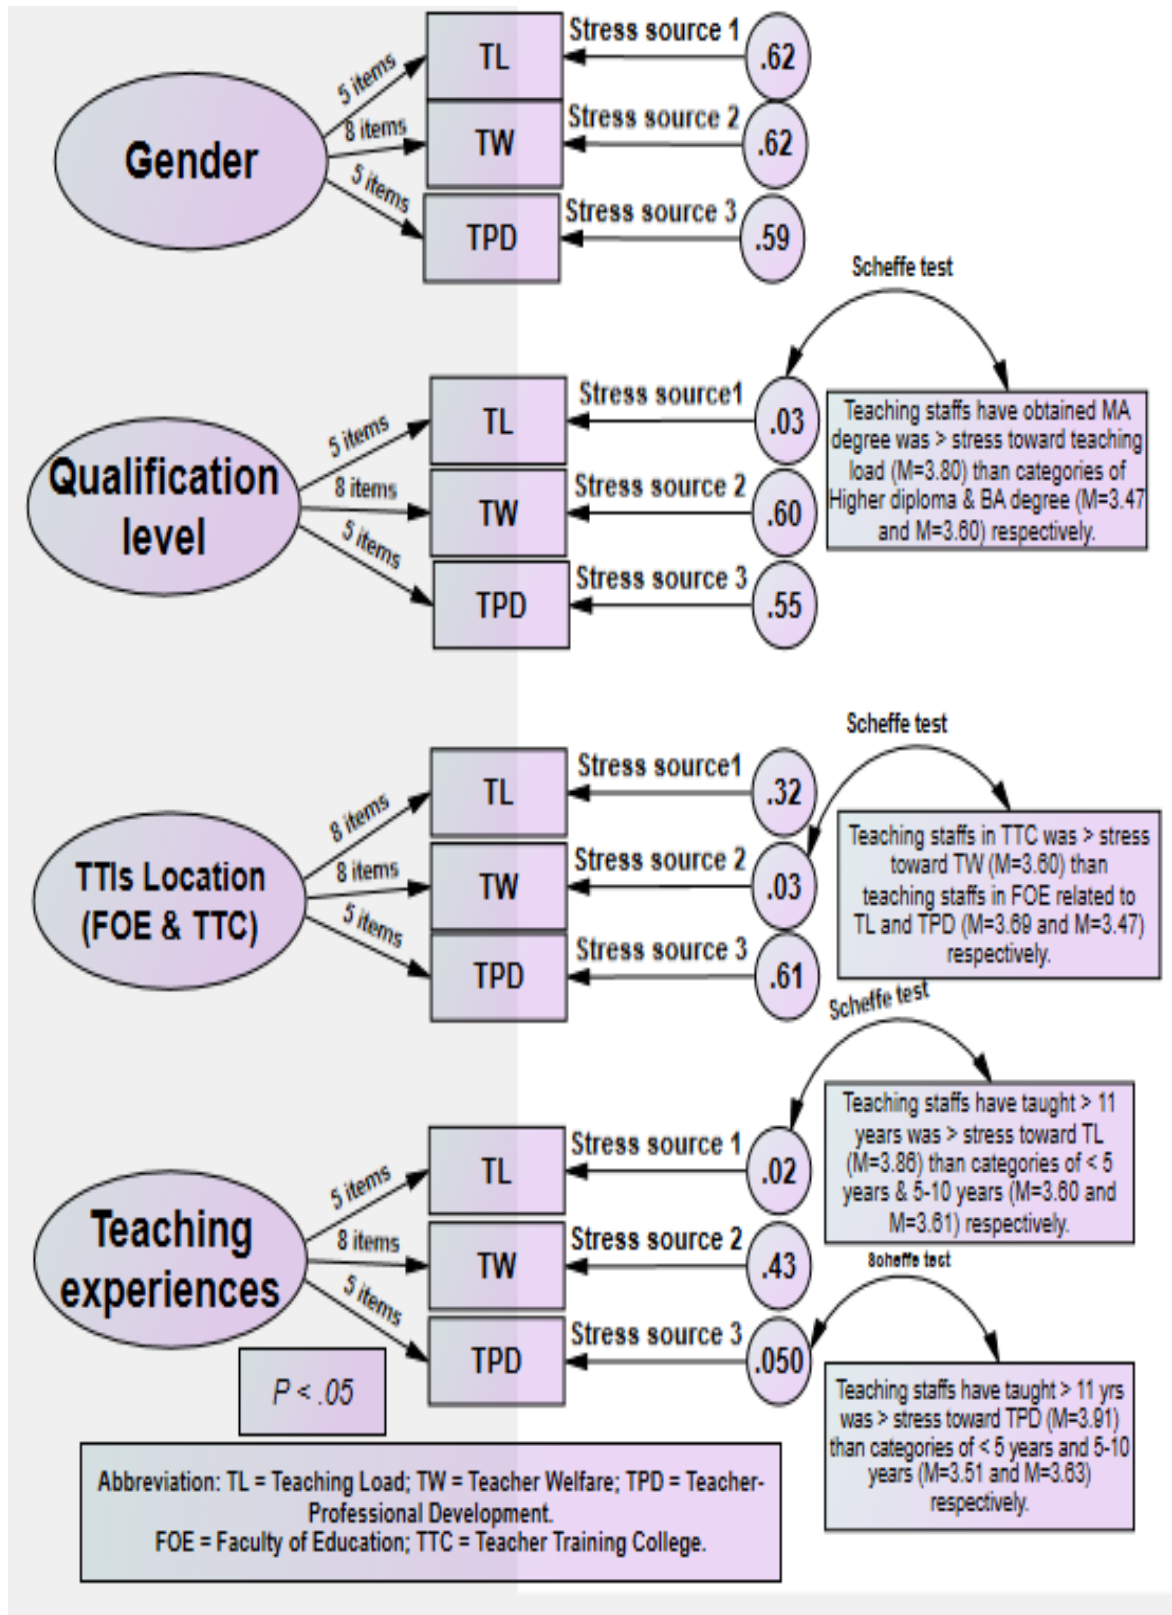 Stress source 1
5 items
TL
.62
Stress source 2
8 items
TW
.62
Gender
Stress source 3
5 items
TPD
.59
Scheffe test
Stress source1
5 items
TL
.03
Teaching staffs have obtained MA
degree was > stress toward teaching
load (M=3.80) than categories of
Higher diploma & BA degree (M=3.47
and M=3.60) respectively.
Qualification
level
Stress source 2
8 items
TW
.60
Stress source 3
5 items
TPD
.55
Scheffe test
Stress source1
8 items
TL
.32
TTIs Location
(FOE & TTC)
Stress source 2
8 items
TW
.03
Teaching staffs in TTC was > stress
toward TW (M=3.60) than
teaching staffs in FOE related to
TL and TPD (M=3.69 and M=3.47)
respectively.
Stress source 3
5 items
TPD
.61
Scheffe test
Stress source 1
5 items
TL
.02
Teaching staffs have taught > 11
years was > stress toward TL
(M=3.86) than categories of < 5
years & 5-10 years (M=3.60 and
M=3.61) respectively.
Teaching
experiences
Stress source 2
8 items
TW
.43
Scheffe test
Stress source 3
5 items
TPD
.050
Teaching staffs have taught > 11 yrs
was > stress toward TPD (M=3.91)
than categories of < 5 years and 5-10
years (M=3.51 and M=3.63)
respectively.
P < .05
Abbreviation: TL = Teaching Load; TW = Teacher Welfare; TPD = Teacher-
Professional Development.
FOE = Faculty of Education; TTC = Teacher Training College.